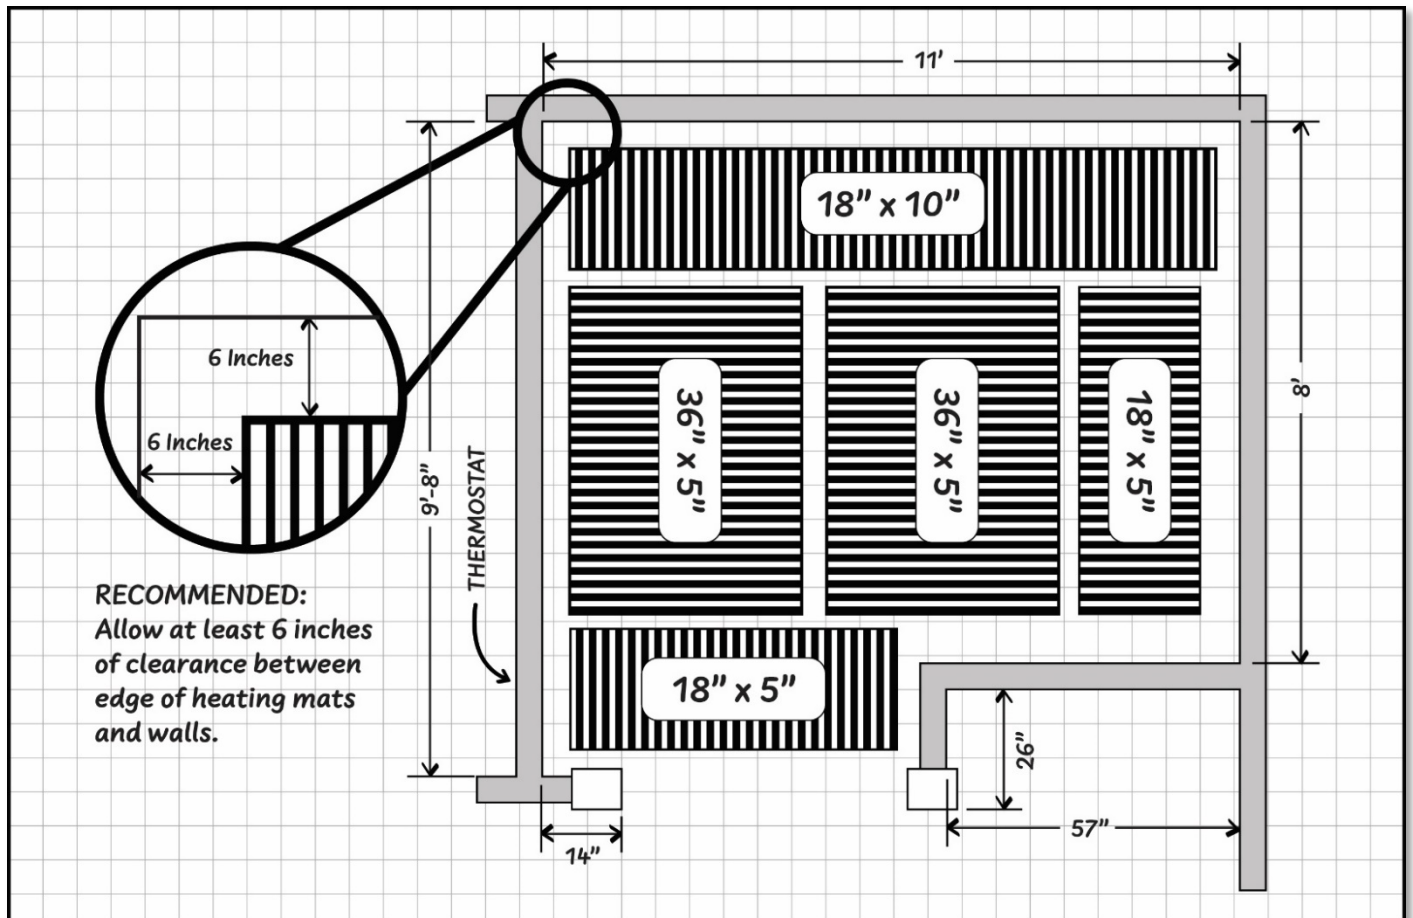 11’
18” x 10”
6 Inches
6 Inches
36” x 5”
36” x 5”
18” x 5”
8’
9’-8”
THERMOSTAT
RECOMMENDED:
Allow at least 6 inches
of clearance between
edge of heating mats
and walls.
18” x 5”
26”
57”
14”